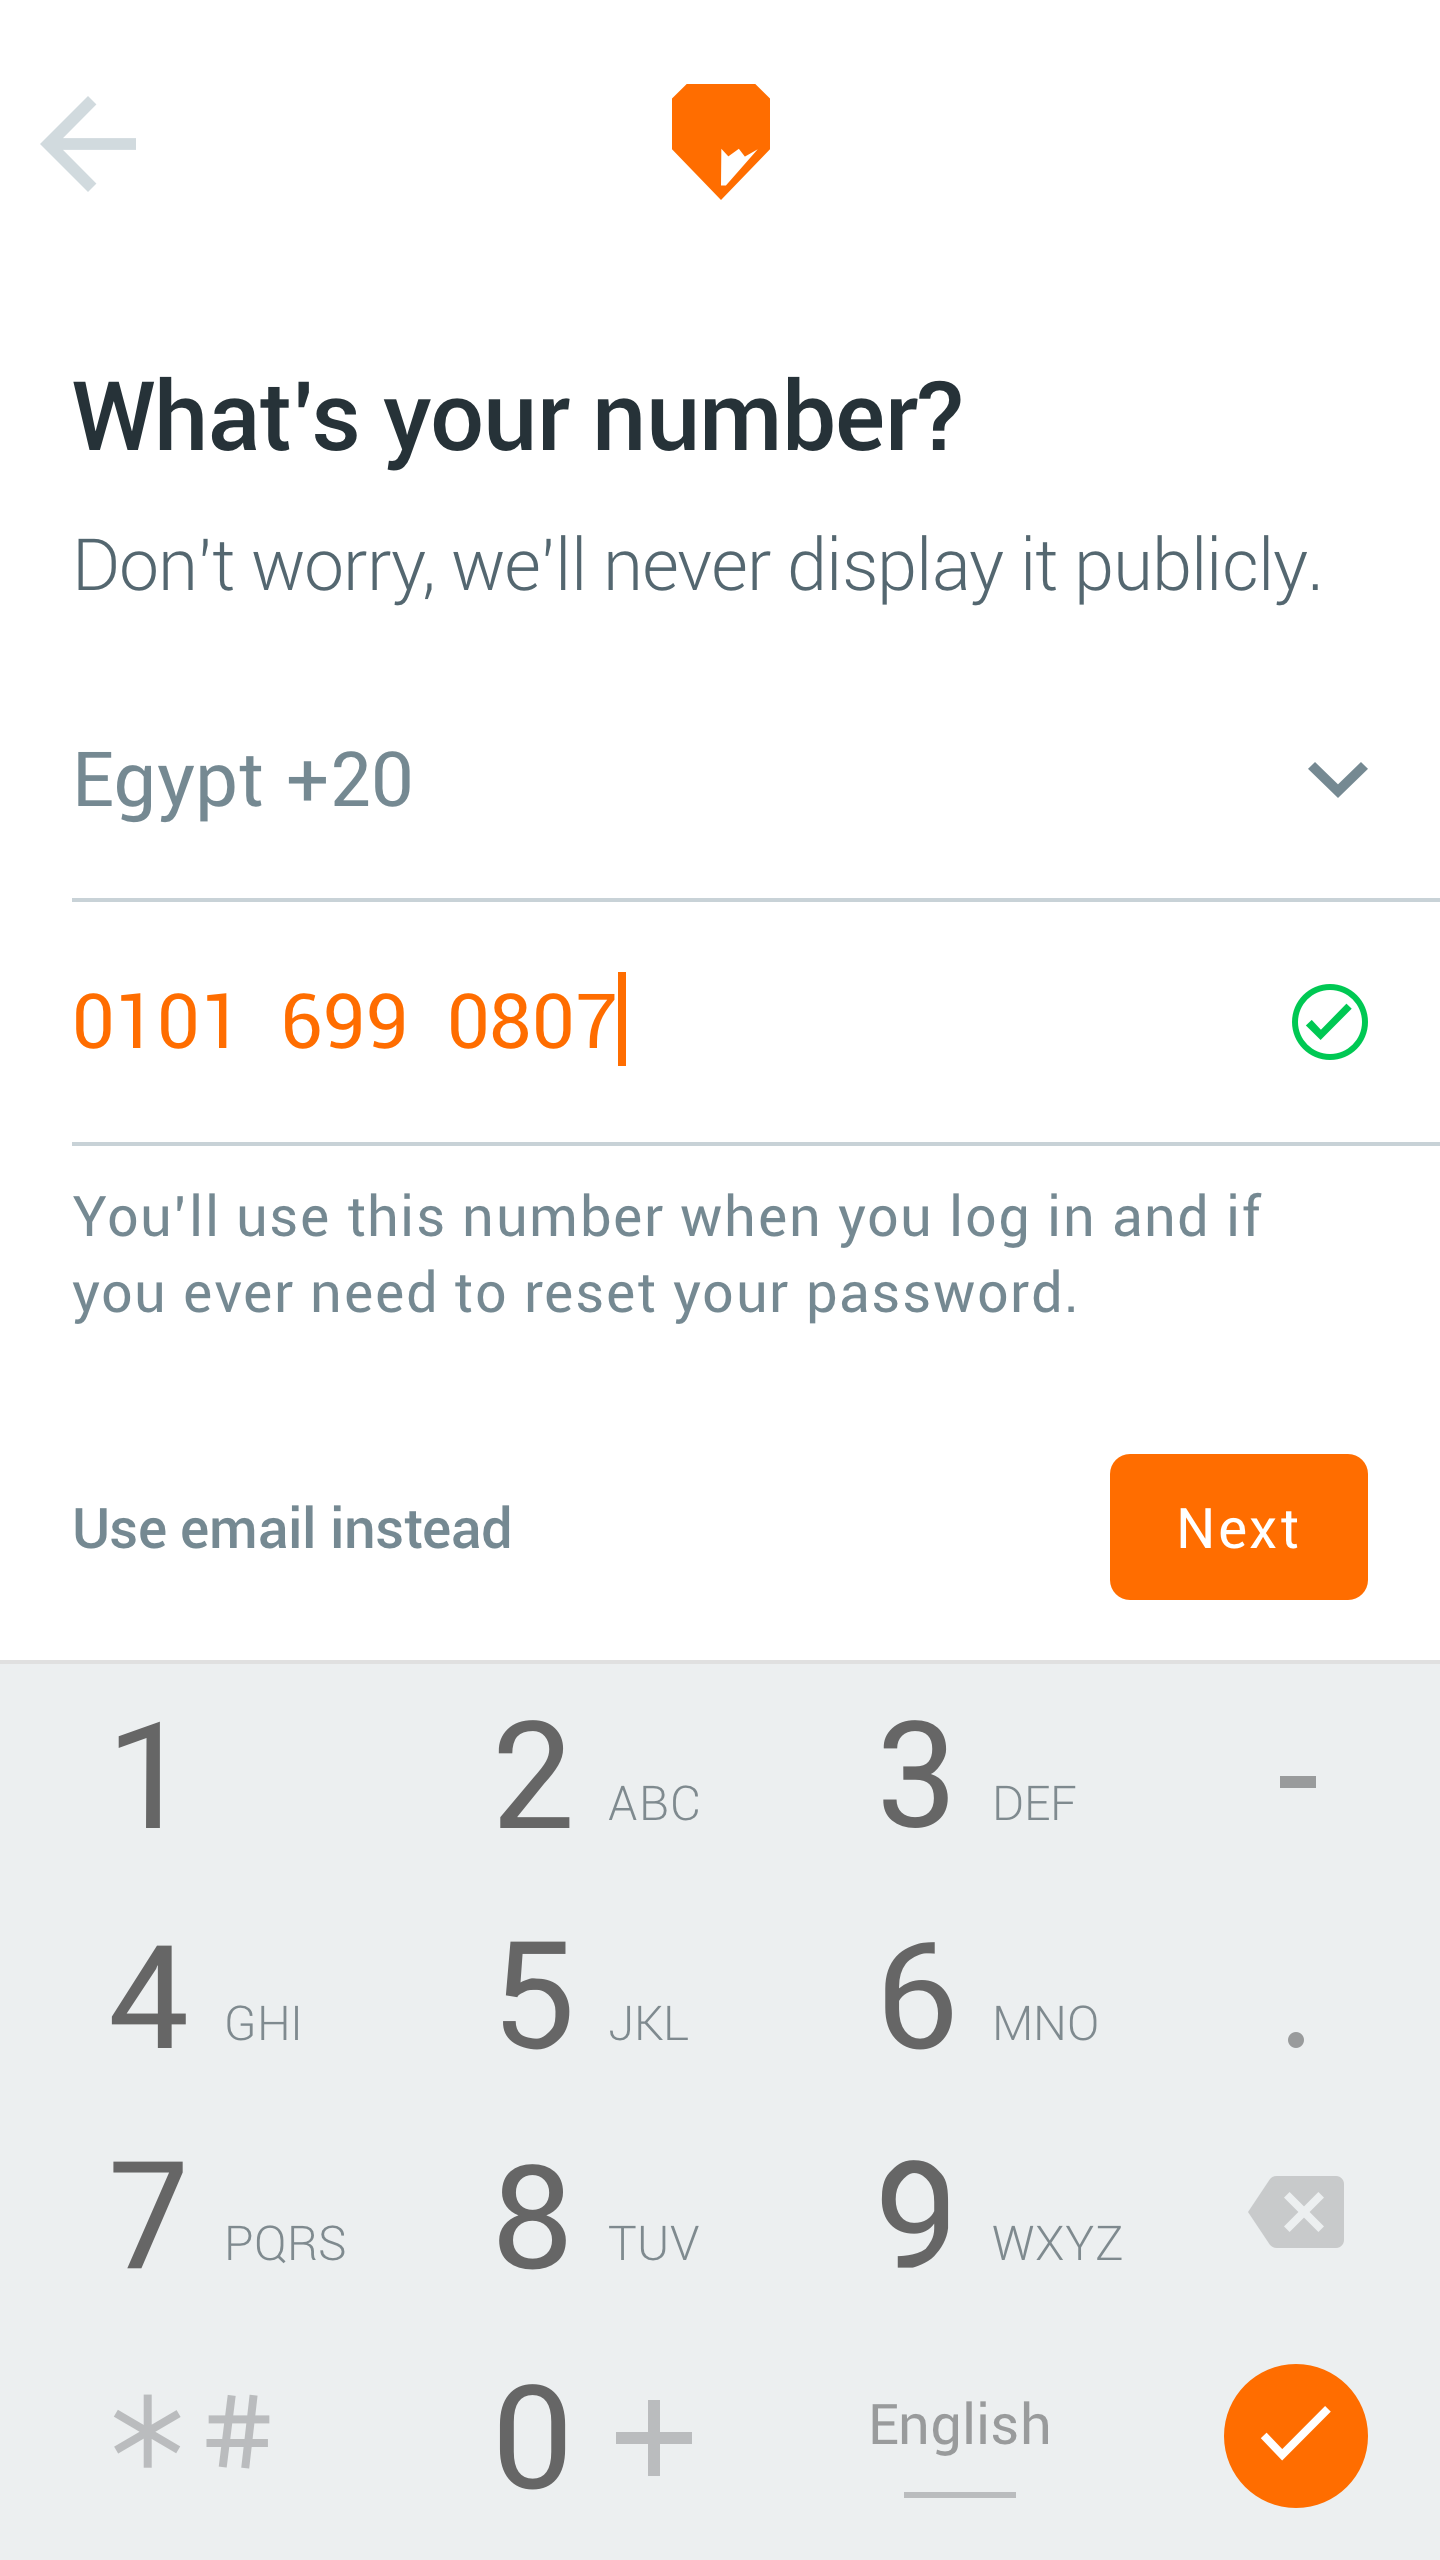 What's your number?
Don't worry, we'll never display it publicly.
Egypt +20
0101 699 0807
You'll use this number when you log in and if
you ever need to reset your password.
Use email instead
Next
1 2 ABC 3 DEF -
4 GHI 5 JKL 6 MNO .
7 PQRS 8 TUV 9 WXYZ
*# 0 + English